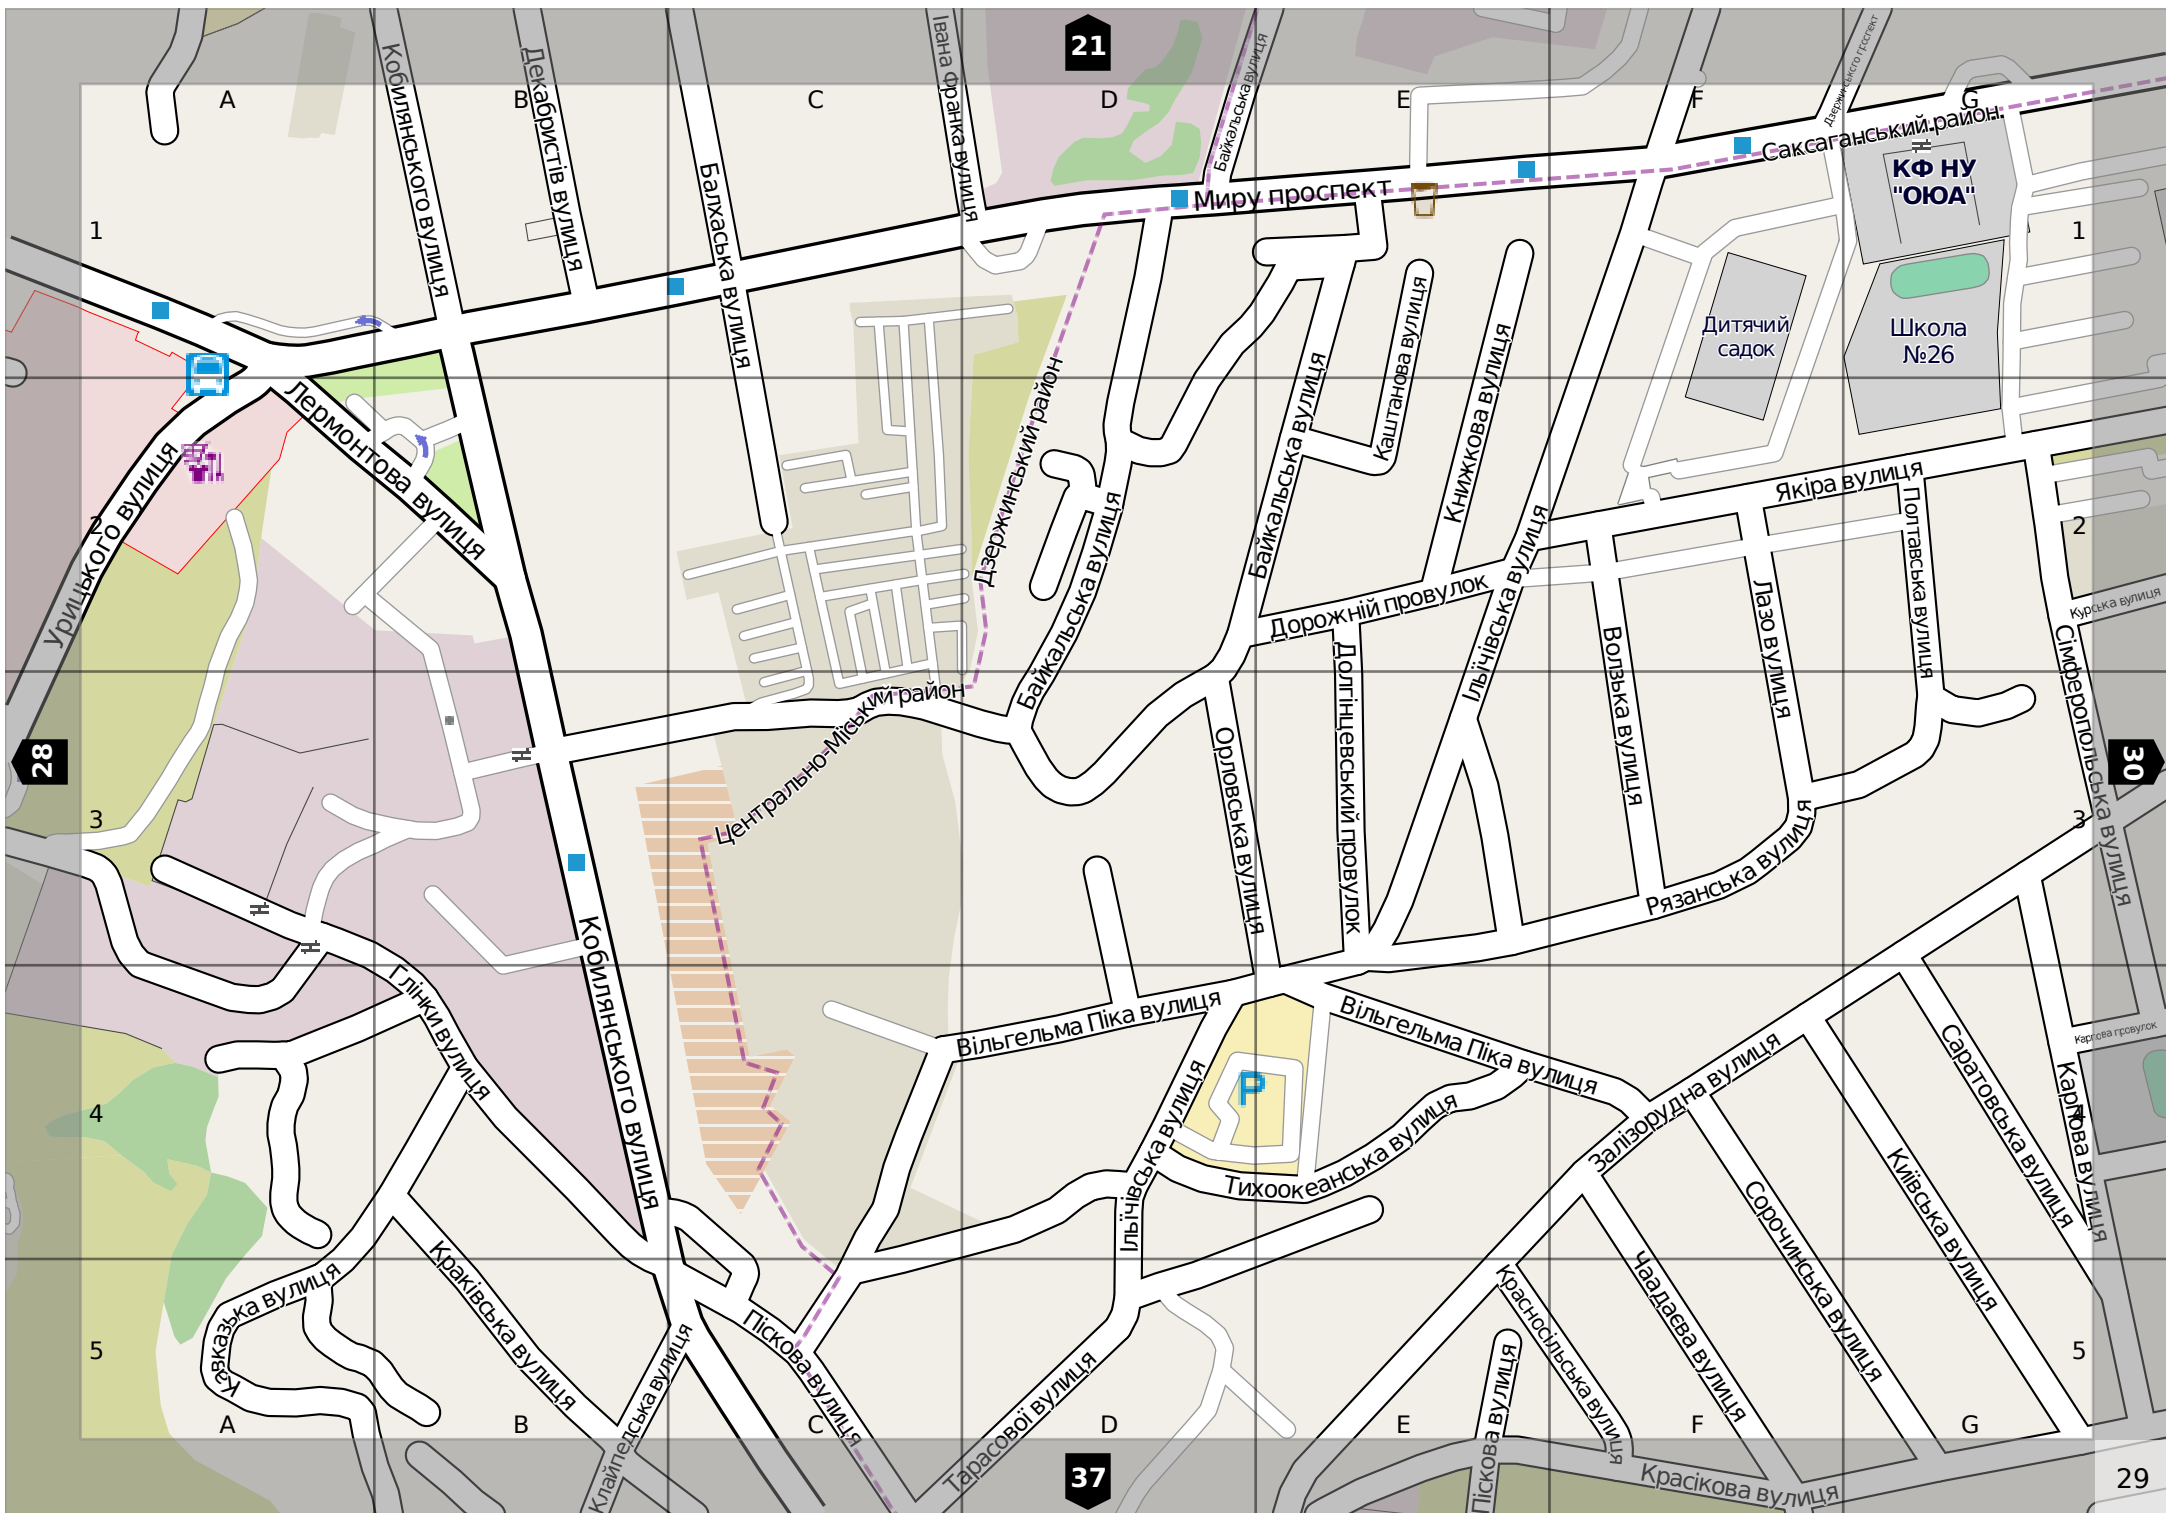 21
A
B
C
D
E
F
G
Кобилянського вулиця
Декабристів вулиця
Івана Франка вулиця
Байкальська вулиця
Дзержинського проспект
Балхаська вулиця
Миру проспект
Саксаганський район
КФ НУ
"ОЮА"
1
1
Дитячий
садок
Школа
№26
Лермонтова вулиця
Урицького вулиця
Дзержинський район
Байкальська вулиця
Байкальська вулиця
Каштанова вулиця
Книжкова вулиця
Якіра вулиця
2
2
Полтавська вулиця
Лазо вулиця
Волзька вулиця
Дорожній провулок
Ільїчівська вулиця
Долгінцевський провулок
Курська вулиця
Сімферопольська вулиця
Центрально-Міський район
Орловська вулиця
28
30
3
3
Рязанська вулиця
Кобилянського вулиця
Глінки вулиця
Вільгельма Піка вулиця
Вільгельма Піка вулиця
P
Ільїчівська вулиця
Тихоокеанська вулиця
Залізорудна вулиця
Саратовська вулиця
Карпова провулок
Карпова вулиця
4
4
Київська вулиця
Сорочинська вулиця
Чаадаєва вулиця
Красносільська вулиця
Кавказька вулиця
Краківська вулиця
Клайпедська вулиця
Піскова вулиця
Тарасової вулиця
Піскова вулиця
Красікова вулиця
5
5
A
B
C
D
E
F
G
37
29